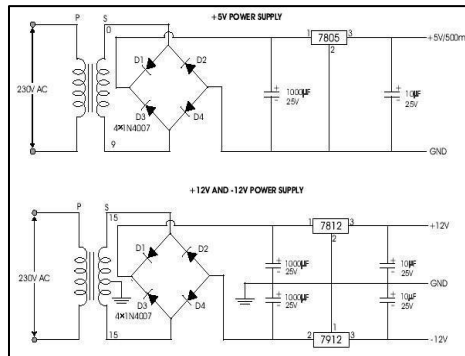 +5V POWER SUPPLY
P S
0
7805
1 3
2
+5V/500m
D1 D2
230V AC
1000µF
25V
10µF
25V
D3 D4
4×1N4007
9
GND
+12V AND -12V POWER SUPPLY
P S
15
7812
1 3
2
+12V
D1 D2
1000µF
25V
10µF
25V
230V AC
GND
D3 D4
1000µF
25V
10µF
25V
4×1N4007
1
15
2 3
7912
-12V